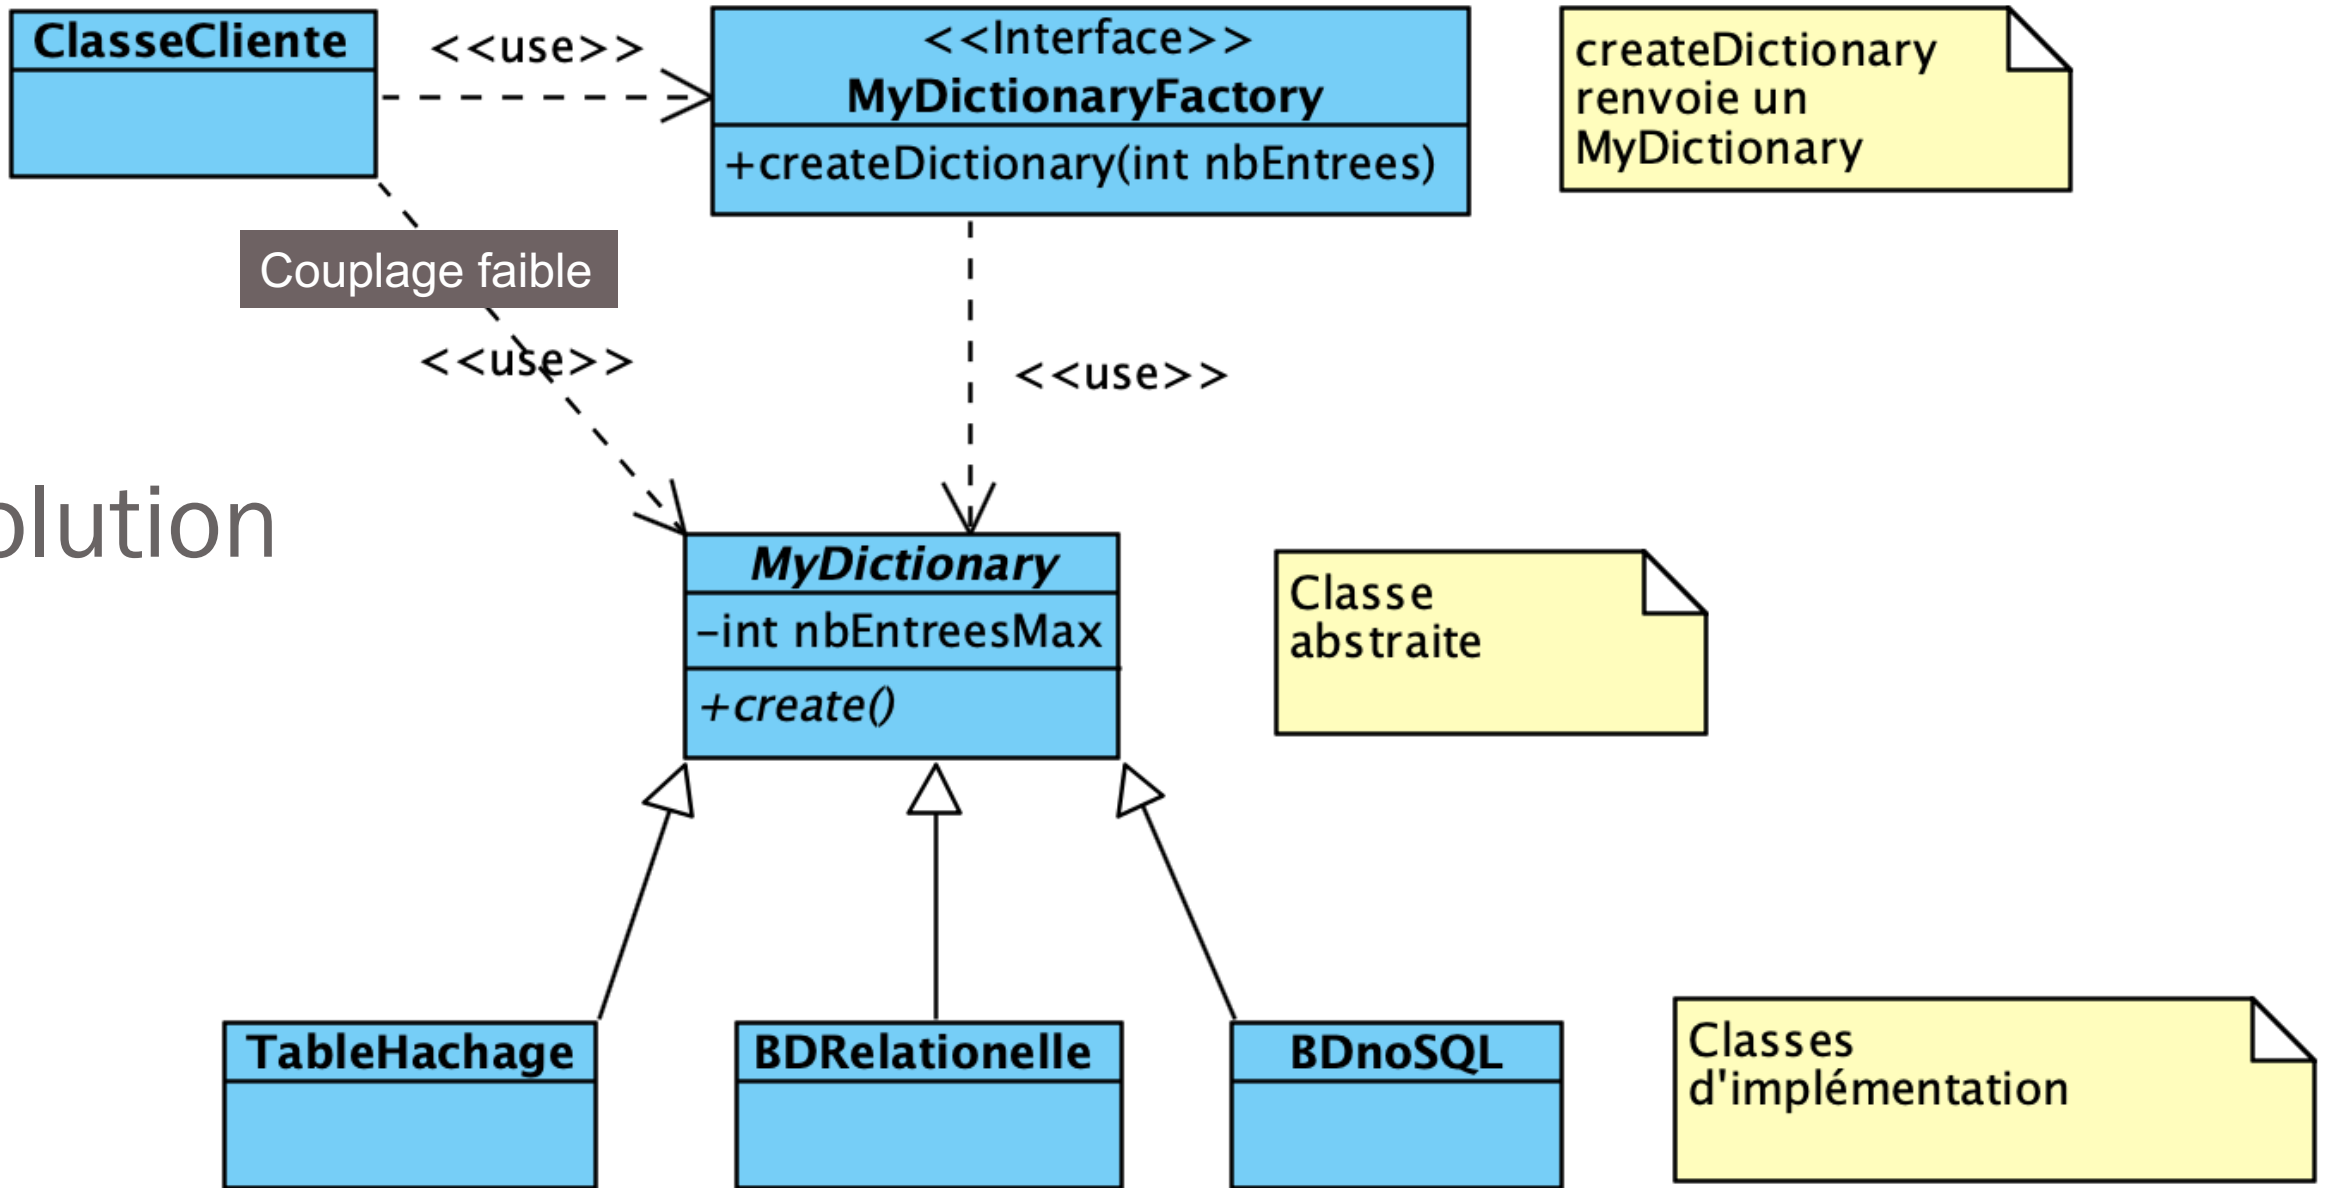 ClasseCliente
<<use>>
<<Interface>>
MyDictionaryFactory
+createDictionary(int nbEntrees)
createDictionary
renvoie un
MyDictionary
Couplage faible
<<use>>
<<use>>
olution
MyDictionary
-int nbEntreesMax
+create()
Classe
abstraite
TableHachage
BDRelationelle
BDnoSQL
Classes
d'implémentation